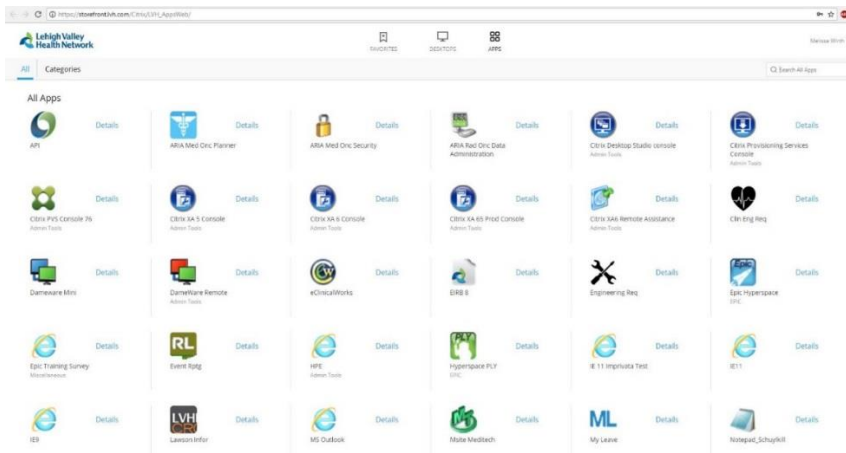 https://storefront.lvh.com/Citrix/LVH_AppsWeb/
Lehigh Valley
Health Network
FAVORITES
DESKTOPS
APPS
All
Categories
Search All Apps
All Apps
Details
Details
Details
Details
Details
Details
API
ARIA Med Onc Planner
ARIA Med Onc Security
ARIA Rad Onc Data
Administration
Citrix Desktop Studio console
Admin Tools
Citrix Provisioning Services
Console
Admin Tools
Details
Details
Details
Details
Details
Details
Citrix PVS Console 76
Admin Tools
Citrix XA 5 Console
Admin Tools
Citrix XA 6 Console
Admin Tools
Citrix XA 65 Prod Console
Admin Tools
Citrix XA6 Remote Assistance
Admin Tools
Clin Eng Req
Details
Details
Details
Details
Details
Details
Dameware Mini
DameWare Remote
Admin Tools
eClinicalWorks
EIRB 8
Engineering Req
Epic Hyperspace
EPIC
Details
RL
Details
Details
PLY
Details
Details
Details
Epic Training Survey
Miscellaneous
Event Rptg
HPE
Admin Tools
Hyperspace PLY
EPIC
IE 11 Imprivata Test
IE11
Details
LVH
Details
Details
Details
ML
Details
Details
IE9
Lawson Infor
MS Outlook
Msite Meditech
My Leave
Notepad_Schuylkill